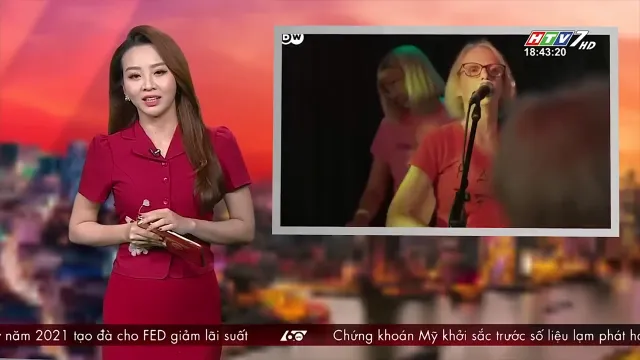 DW
HTV7 HD
18:43:20
năm 2021 tạo đà cho FED giảm lãi suất
Chứng khoán Mỹ khởi sắc trước số liệu lạm phát